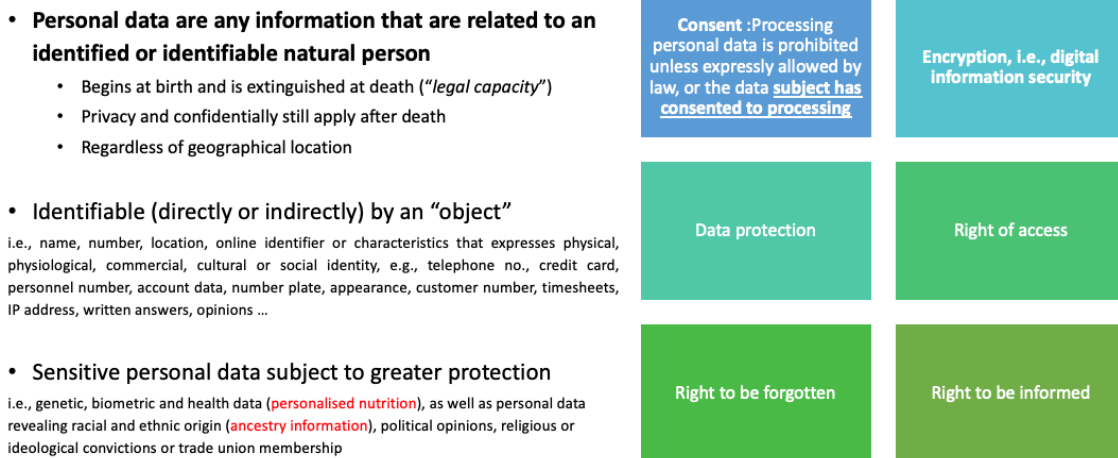 • Personal data are any information that are related to an
identified or identifiable natural person
• Begins at birth and is extinguished at death (“legal capacity”)
• Privacy and confidentially still apply after death
• Regardless of geographical location
• Identifiable (directly or indirectly) by an “object”
i.e., name, number, location, online identifier or characteristics that expresses physical,
physiological, commercial, cultural or social identity, e.g., telephone no., credit card,
personnel number, account data, number plate, appearance, customer number, timesheets,
IP address, written answers, opinions …
• Sensitive personal data subject to greater protection
i.e., genetic, biometric and health data (personalised nutrition), as well as personal data
revealing racial and ethnic origin (ancestry information), political opinions, religious or
ideological convictions or trade union membership
Consent :Processing
personal data is prohibited
unless expressly allowed by
law, or the data subject has
consented to processing
Encryption, i.e., digital
information security
Data protection
Right of access
Right to be forgotten
Right to be informed